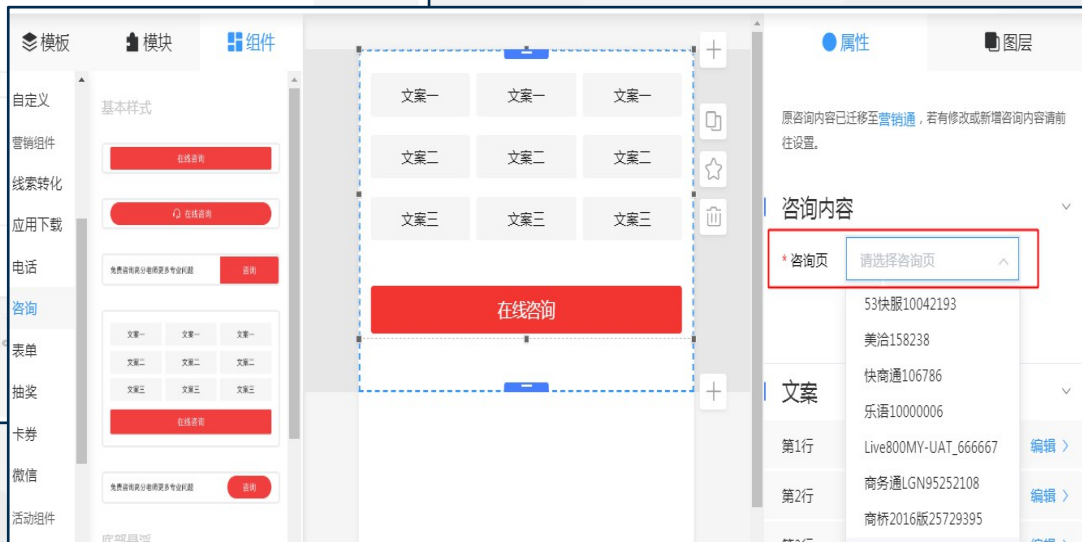 模板
模块
组件
属性
图层
自定义
营销组件
线索转化
应用下载
电话
咨询
表单
抽奖
卡券
微信
活动组件
基本样式
在线咨询
在线咨询
免费咨询高分老师更多专业问题
咨询
文案一 文案一 文案一
文案二 文案二 文案二
文案三 文案三 文案三
在线咨询
免费咨询高分老师更多专业问题
咨询
底部悬浮
文案一 文案一 文案一
文案二 文案二 文案二
文案三 文案三 文案三
在线咨询
原咨询内容已迁移至营销通，若有修改或新增咨询内容请前
往设置。
咨询内容
* 咨询页 请选择咨询页
53快服10042193
美洽158238
快商通106786
乐语10000006
Live800MY-UAT_666667
商务通LGN95252108
商桥2016版25729395
文案
第1行 编辑
第2行 编辑